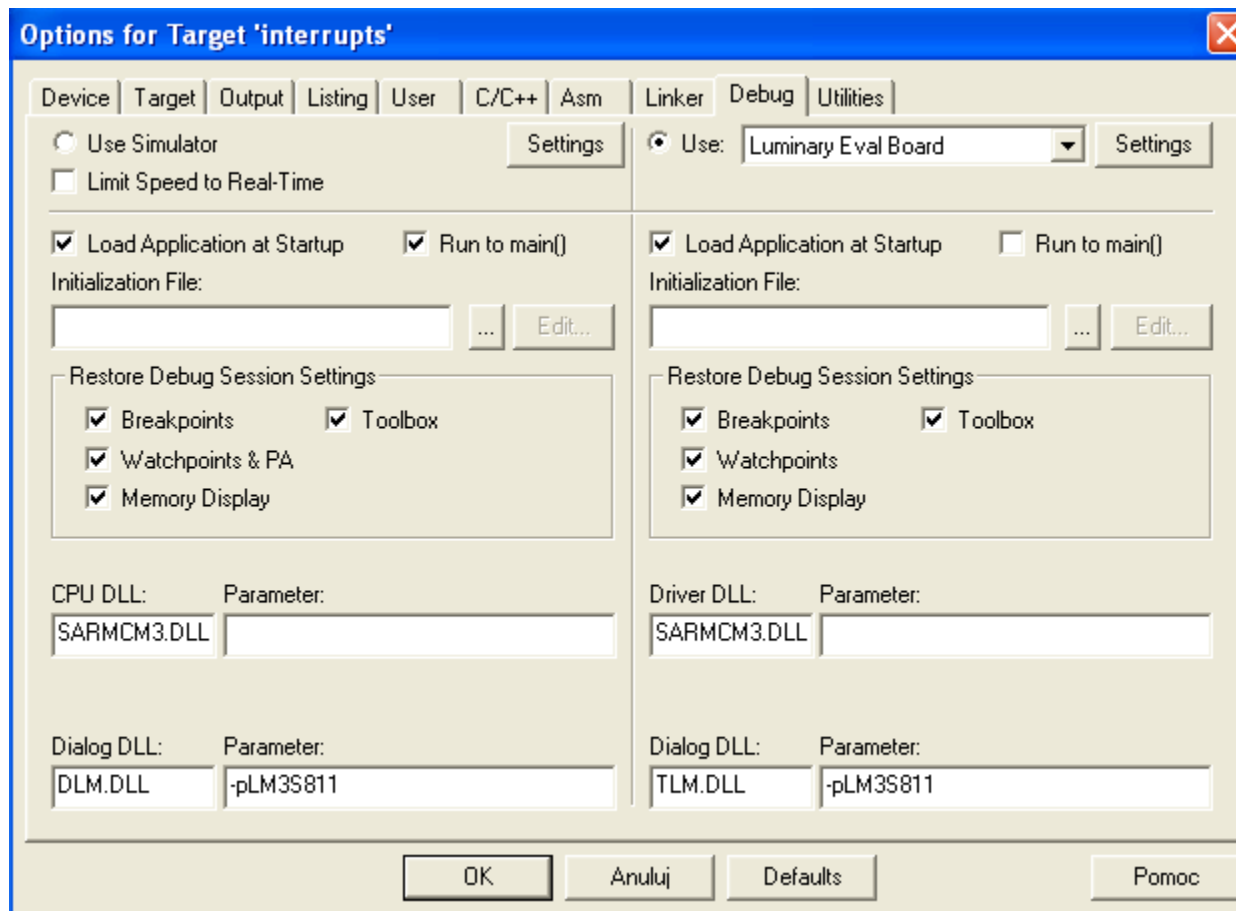 Options for Target 'interrupts'
Device Target Output Listing User C/C++ Asm Linker Debug Utilities
Use Simulator Settings Use: Luminary Eval Board Settings
Limit Speed to Real-Time
Load Application at Startup Run to main() Load Application at Startup Run to main()
Initialization File: Initialization File:
... Edit... ... Edit...
Restore Debug Session Settings Restore Debug Session Settings
Breakpoints Toolbox Breakpoints Toolbox
Watchpoints & PA Watchpoints
Memory Display Memory Display
CPU DLL: Parameter: Driver DLL: Parameter:
SARMCM3.DLL SARMCM3.DLL
Dialog DLL: Parameter: Dialog DLL: Parameter:
DLM.DLL -pLM3S811 TLM.DLL -pLM3S811
OK Anuluj Defaults Pomoc